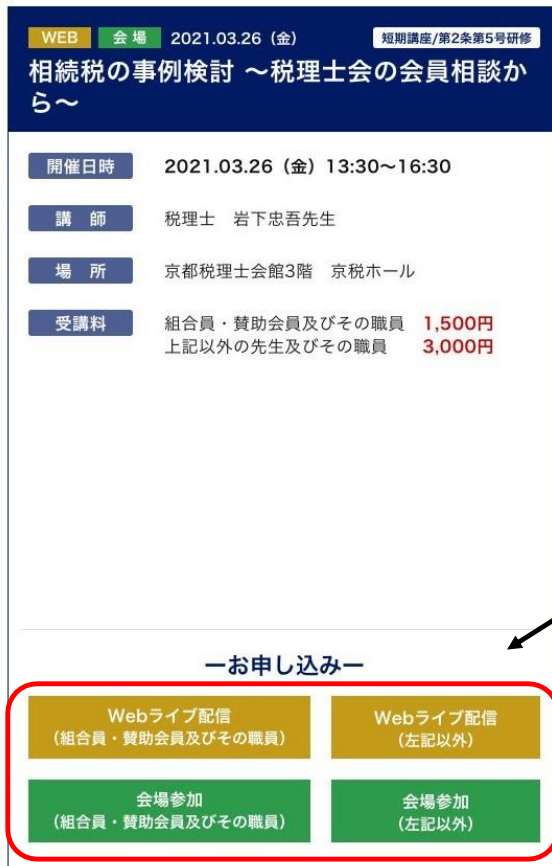 WEB 会場 2021.03.26（金） 短期講座/第2条第5号研修
相続税の事例検討 ～税理士会の会員相談か
ら～
開催日時 2021.03.26（金）13:30～16:30
講 師 税理士 岩下忠吾先生
場 所 京都税理士会館3階 京税ホール
受講料 組合員・賛助会員及びその職員 1,500円
上記以外の先生及びその職員 3,000円
ーお申し込みー
Webライブ配信
（組合員・賛助会員及びその職員）
Webライブ配信
（左記以外）
会場参加
（組合員・賛助会員及びその職員）
会場参加
（左記以外）